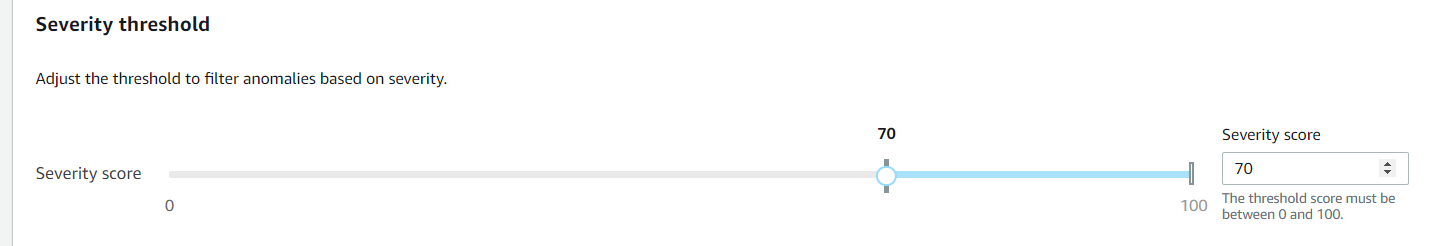 Severity threshold
Adjust the threshold to filter anomalies based on severity.
70
Severity score
0
100
Severity score
70
The threshold score must be
between 0 and 100.